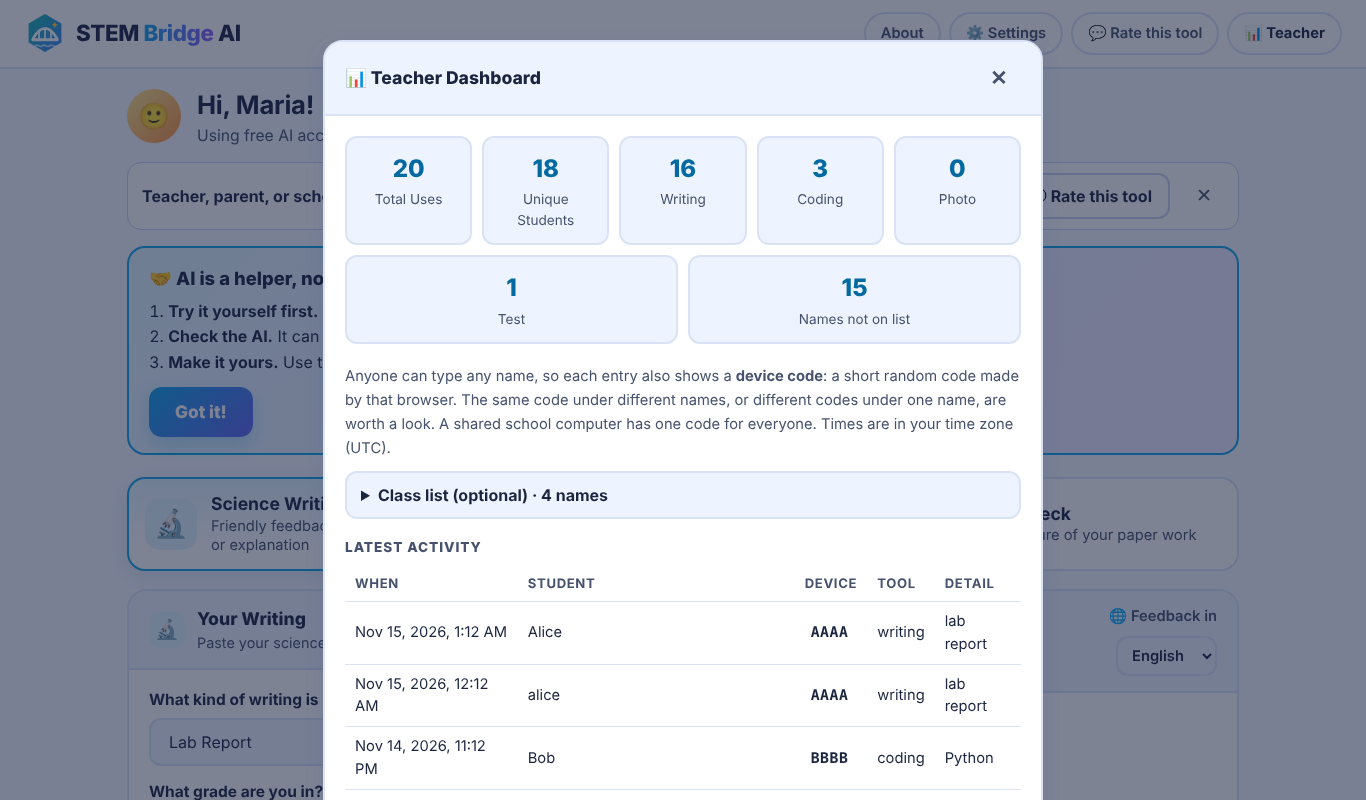 STEM Bridge AI
About
⚙️ Settings
💬 Rate this tool
📊 Teacher
📊 Teacher Dashboard
✕
Hi, Maria!
Using free AI acc
Teacher, parent, or sch
Rate this tool
✕
20
Total Uses
18
Unique
Students
16
Writing
3
Coding
0
Photo
1
Test
15
Names not on list
🤝 AI is a helper, no
1. Try it yourself first.
2. Check the AI. It can
3. Make it yours. Use t
Got it!
Anyone can type any name, so each entry also shows a device code: a short random code made
by that browser. The same code under different names, or different codes under one name, are
worth a look. A shared school computer has one code for everyone. Times are in your time zone
(UTC).
▶ Class list (optional) · 4 names
Science Writi
Friendly feedbac
or explanation
eck
ure of your paper work
LATEST ACTIVITY
WHEN STUDENT DEVICE TOOL DETAIL
Nov 15, 2026, 1:12 AM Alice AAAA writing lab
report
Nov 15, 2026, 12:12
AM alice AAAA writing lab
report
Nov 14, 2026, 11:12
PM Bob BBBB coding Python
Your Writing
Paste your science
🌐 Feedback in
English
What kind of writing is
Lab Report
What grade are you in?